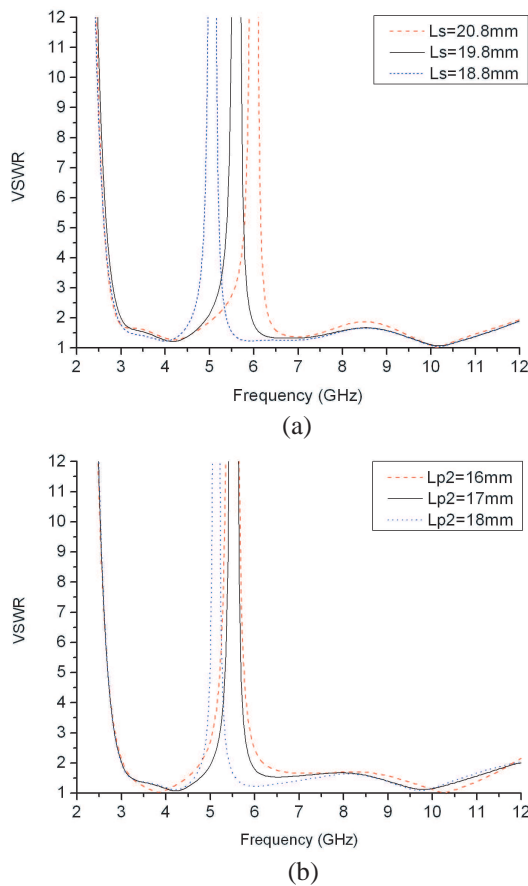 12
11
10
9
8
7
6
5
4
3
2
1
VSWR
Ls=20.8mm
Ls=19.8mm
Ls=18.8mm
2 3 4 5 6 7 8 9 10 11 12
Frequency (GHz)
(a)
12
11
10
9
8
7
6
5
4
3
2
1
VSWR
Lp2=16mm
Lp2=17mm
Lp2=18mm
2 3 4 5 6 7 8 9 10 11 12
Frequency (GHz)
(b)